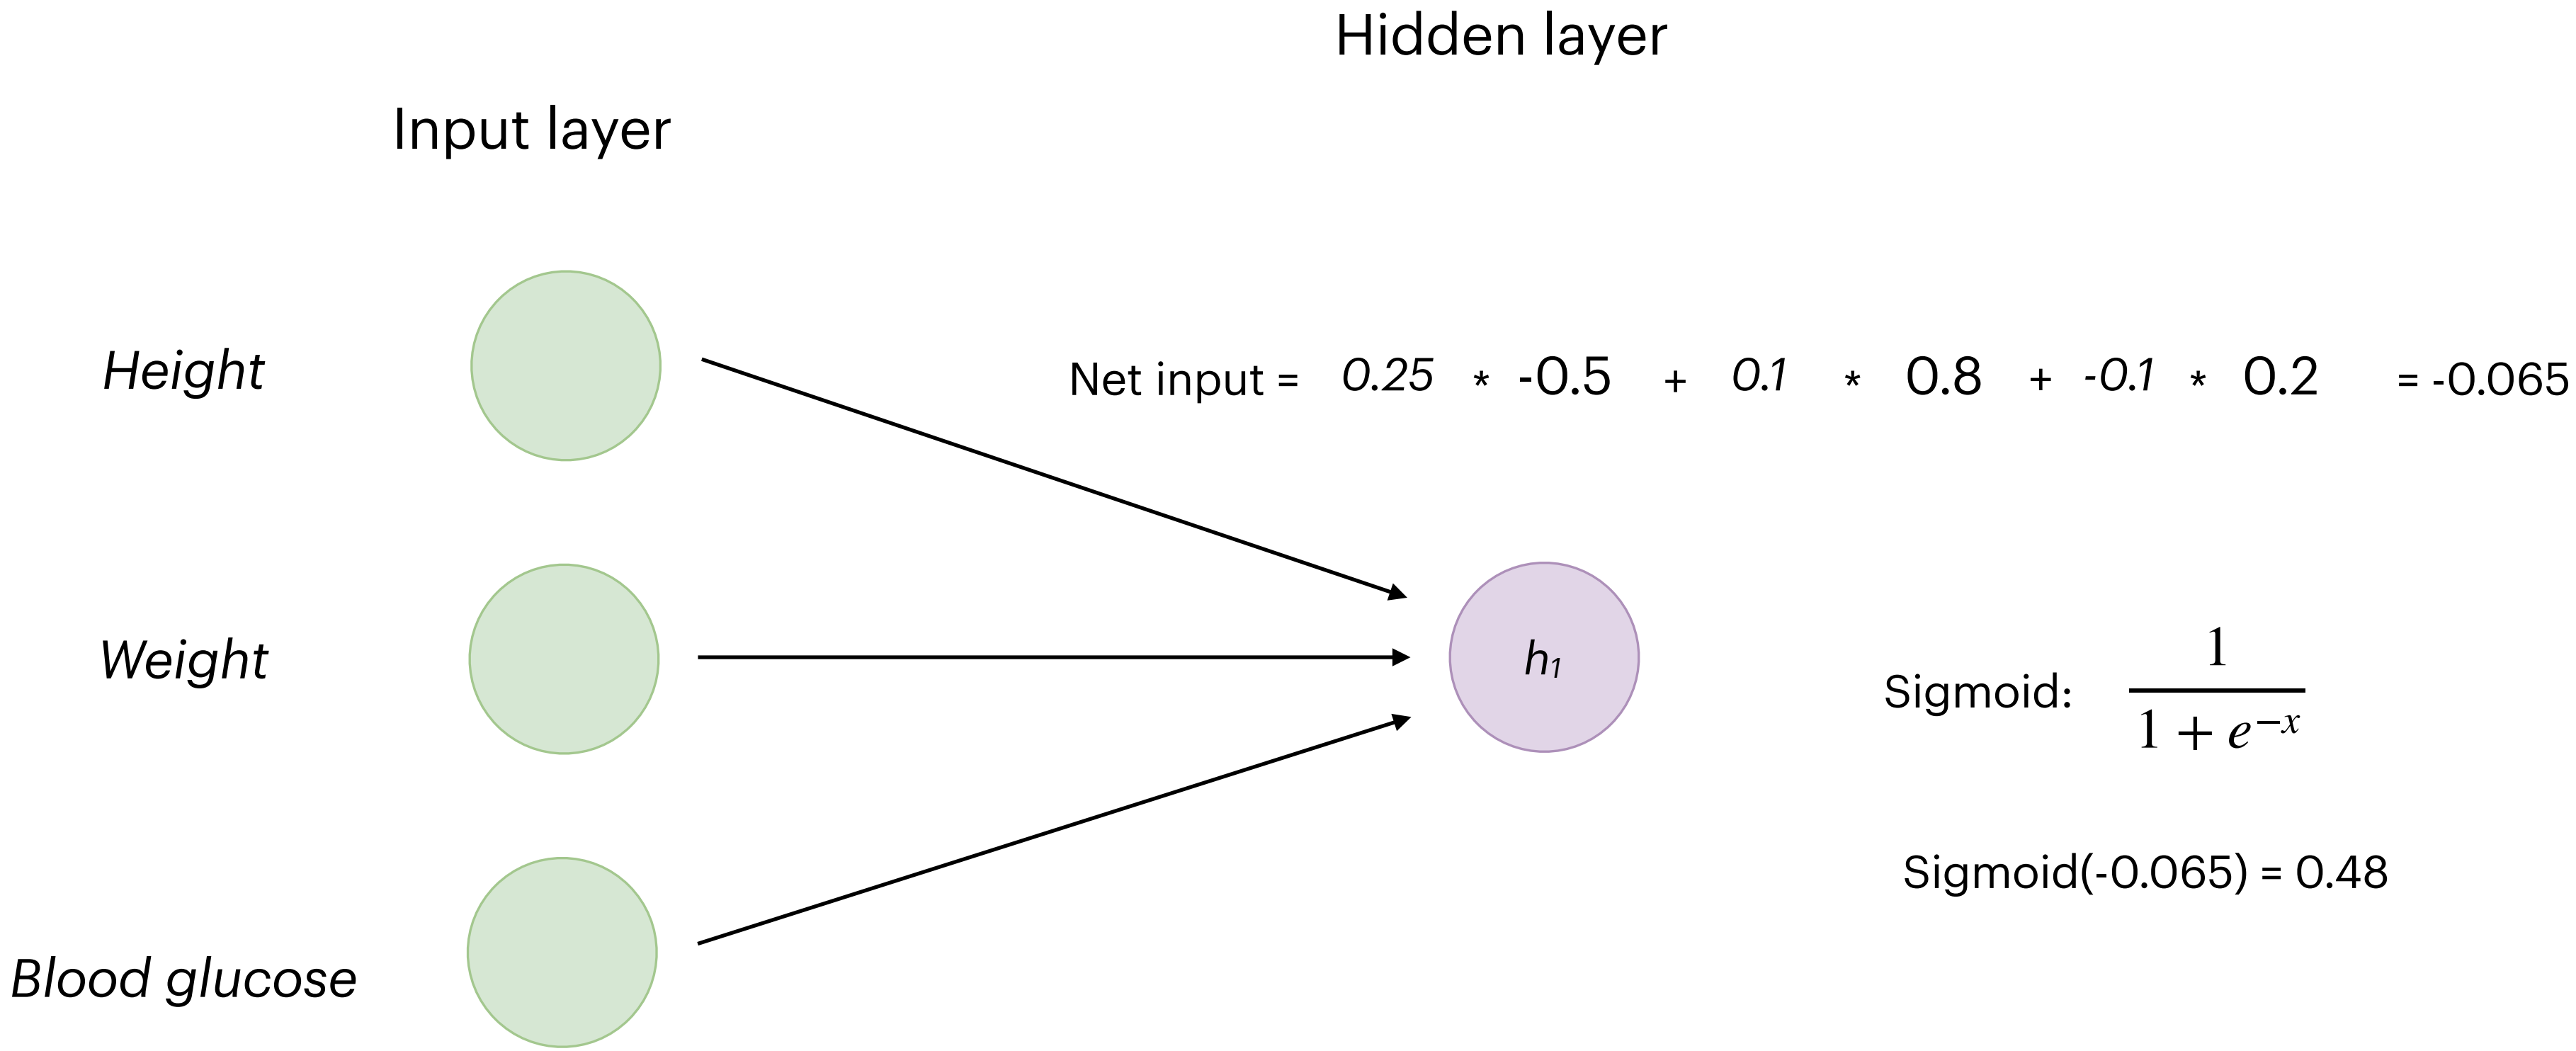 Hidden layer
Input layer
Height
Net input = 0.25 * -0.5 + 0.1 * 0.8 + -0.1 * 0.2 = -0.065
Weight
h₁
Sigmoid: 1 / 1 + e⁻ˣ
Sigmoid(-0.065) = 0.48
Blood glucose